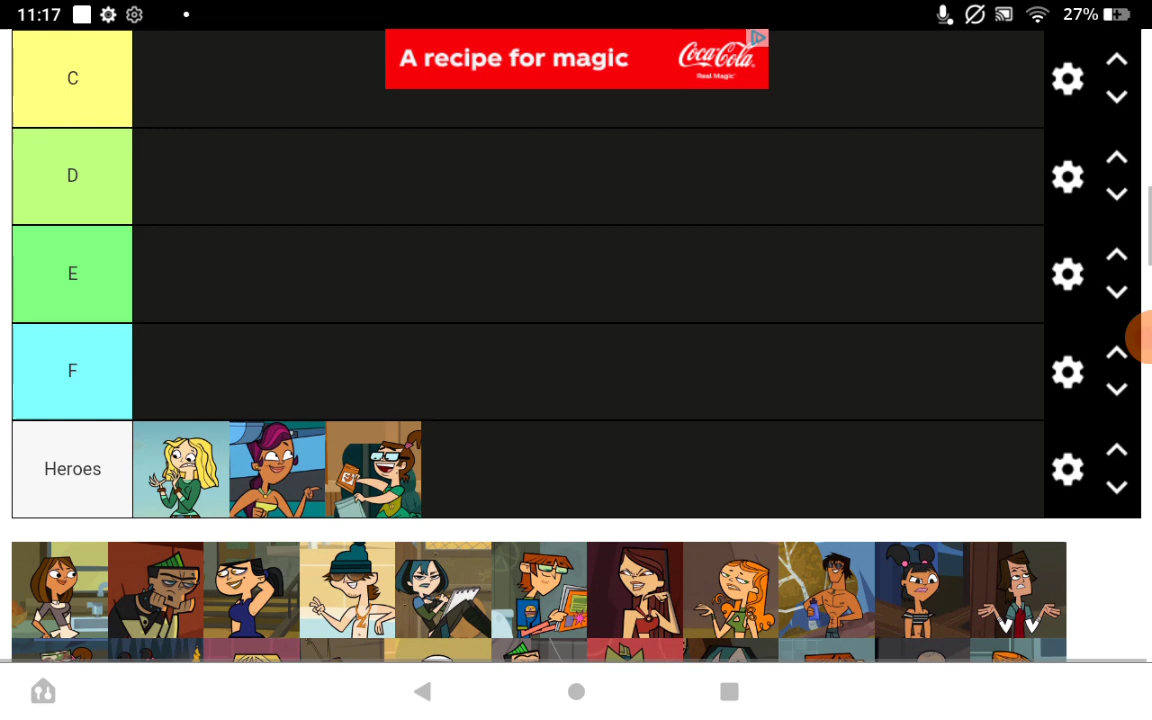 11:17
27%
C
A recipe for magic
Coca-Cola
Real Magic
D
E
F
Heroes